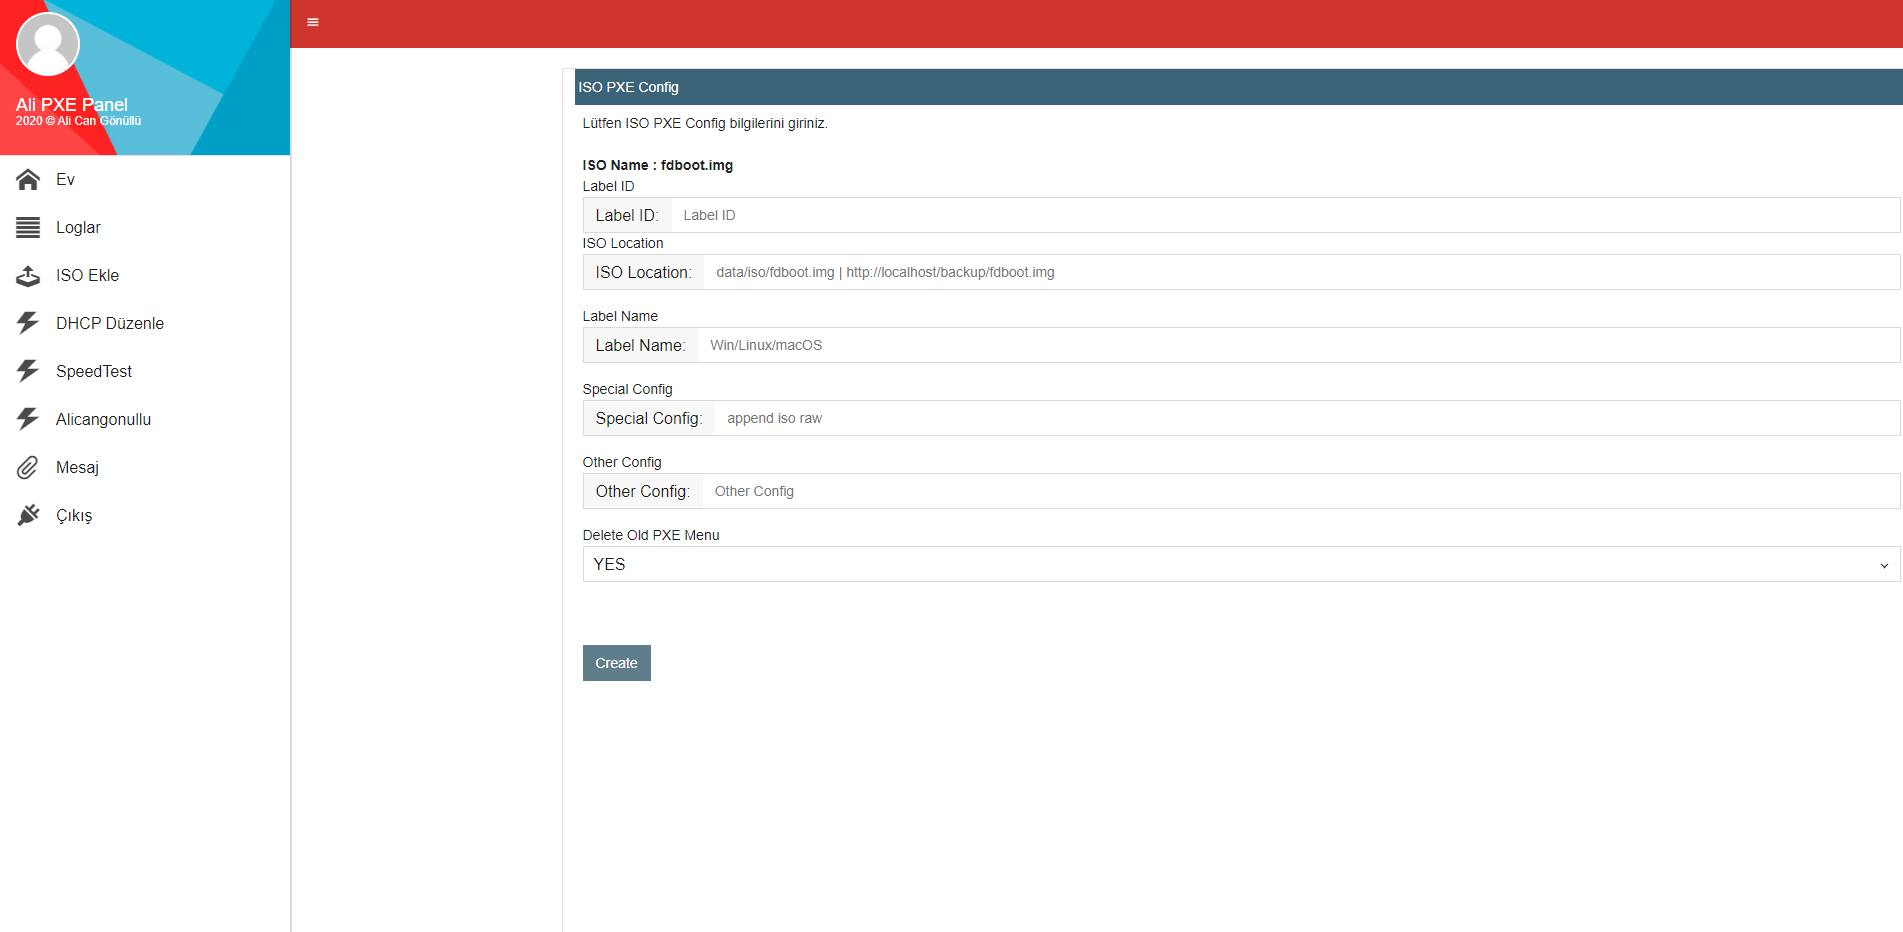 Ali PXE Panel
2020 © Ali Can Gönüllü
Ev
Loglar
ISO Ekle
DHCP Düzenle
SpeedTest
Alicangonullu
Mesaj
Çıkış
ISO PXE Config
Lütfen ISO PXE Config bilgilerini giriniz.
ISO Name : fdboot.img
Label ID
Label ID: Label ID
ISO Location
ISO Location: data/iso/fdboot.img | http://localhost/backup/fdboot.img
Label Name
Label Name: Win/Linux/macOS
Special Config
Special Config: append iso raw
Other Config
Other Config: Other Config
Delete Old PXE Menu
YES
Create